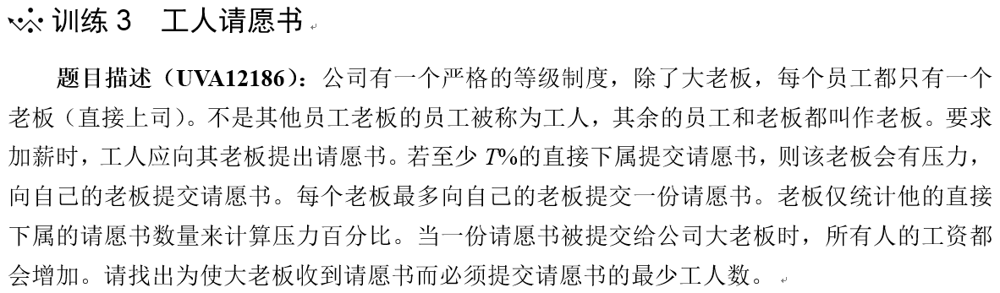 训练 3 工人请愿书
题目描述（UVA12186）：公司有一个严格的等级制度，除了大老板，每个员工都只有一个
老板（直接上司）。不是其他员工老板的员工被称为工人，其余的员工和老板都叫作老板。要求
加薪时，工人应向其老板提出请愿书。若至少 T%的直接下属提交请愿书，则该老板会有压力，
向自己的老板提交请愿书。每个老板最多向自己的老板提交一份请愿书。老板仅统计他的直接
下属的请愿书数量来计算压力百分比。当一份请愿书被提交给公司大老板时，所有人的工资都
会增加。请找出为使大老板收到请愿书而必须提交请愿书的最少工人数。